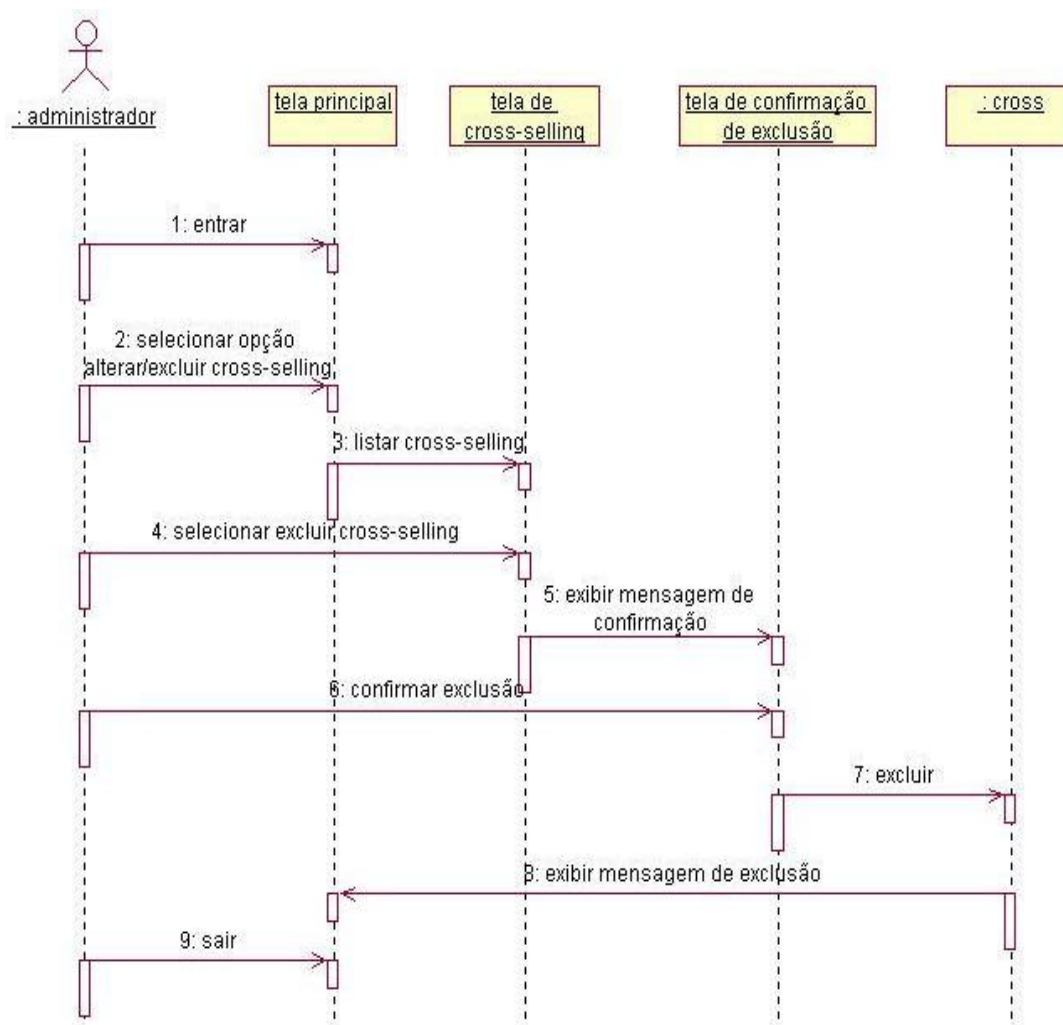 : administrador
tela principal
tela de
cross-selling
tela de confirmação
de exclusão
: cross
1: entrar
2: selecionar opção
alterar/excluir cross-selling
3: listar cross-selling
4: selecionar excluir cross-selling
5: exibir mensagem de
confirmação
6: confirmar exclusão
7: excluir
8: exibir mensagem de exclusão
9: sair